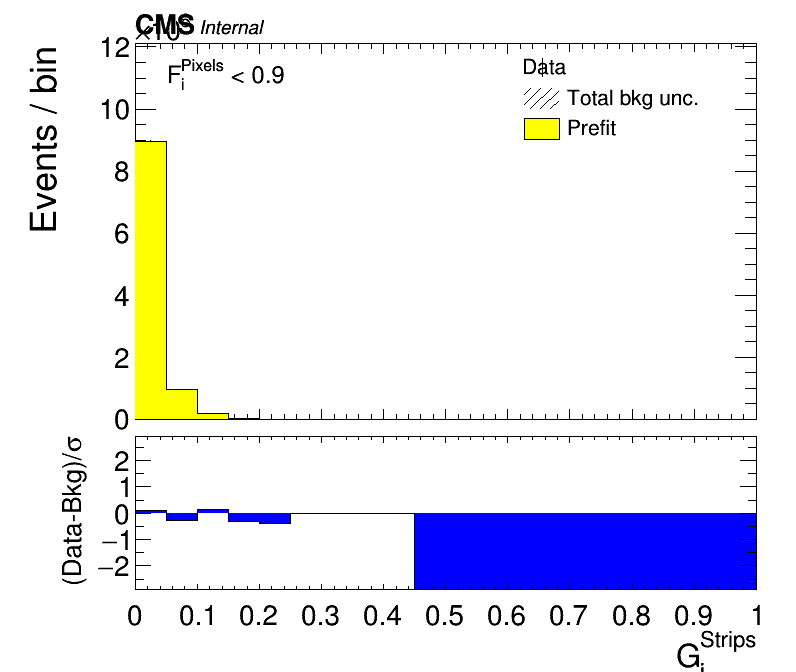 CMS Internal
×10
F_i^Pixels < 0.9
Data
Total bkg unc.
Prefit
Events / bin
12
10
8
6
4
2
0
(Data-Bkg)/σ
2
1
0
−1
−2
0 0.1 0.2 0.3 0.4 0.5 0.6 0.7 0.8 0.9 1
G_i^Strips